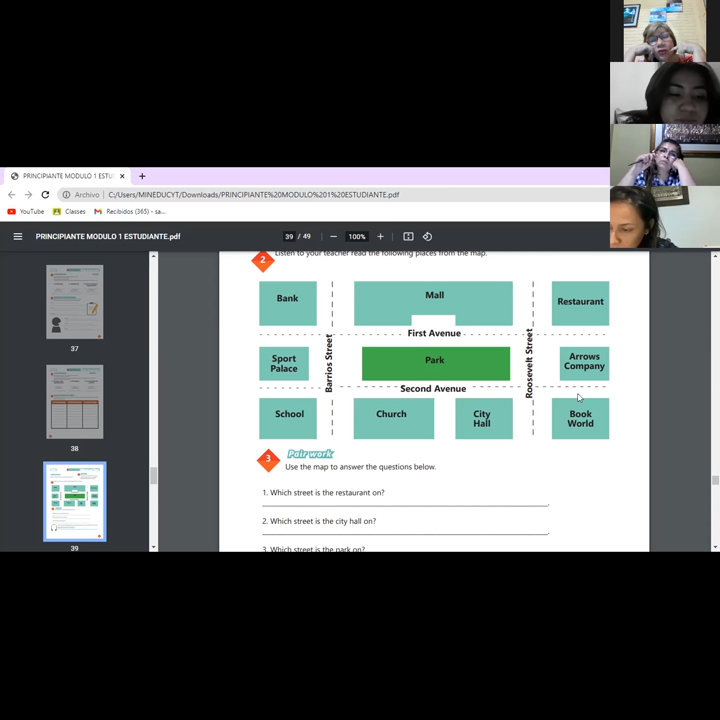 PRINCIPIANTE MODULO 1 ESTU
Archivo C:/Users/MINEDUCYT/Downloads/PRINCIPIANTE%20MODULO%201%20ESTUDIANTE.pdf
YouTube Classes Recibidos (365) - sa...
PRINCIPIANTE MODULO 1 ESTUDIANTE.pdf 39 / 49 100%
37
38
39
2 Listen to your teacher read the following places from the map.
Bank Mall Restaurant
First Avenue
Barrios Street
Roosevelt Street
Sport Palace
Park
Arrows Company
Second Avenue
School Church
City Hall
Book World
3 Pair work
Use the map to answer the questions below.
1. Which street is the restaurant on?
2. Which street is the city hall on?
3. Which street is the park on?